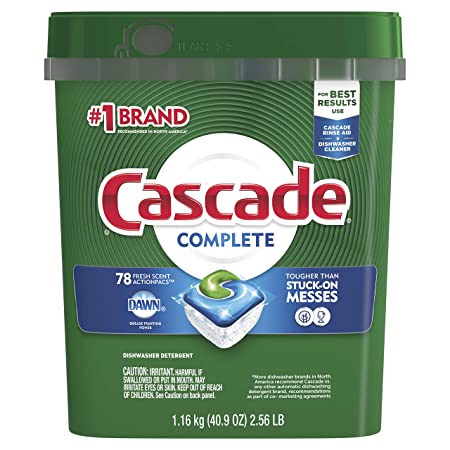 #1 BRAND
RECOMMENDED IN NORTH AMERICA*
FOR BEST
RESULTS
USE
CASCADE
RINSE AID
+
DISHWASHER
CLEANER
Cascade®
COMPLETE
78 FRESH SCENT
ACTIONPACS™
DAWN
GREASE FIGHTING
POWER
TOUGHER THAN
STUCK-ON
MESSES
DISHWASHER DETERGENT
CAUTION: IRRITANT. HARMFUL IF
SWALLOWED OR PUT IN MOUTH. MAY
IRRITATE EYES OR SKIN. KEEP OUT OF REACH
OF CHILDREN. See Caution on back panel.
*More dishwasher brands in North
America recommend Cascade vs.
any other automatic dishwashing
detergent brand, recommendations
as part of co- marketing agreements
1.16 kg (40.9 OZ) 2.56 LB